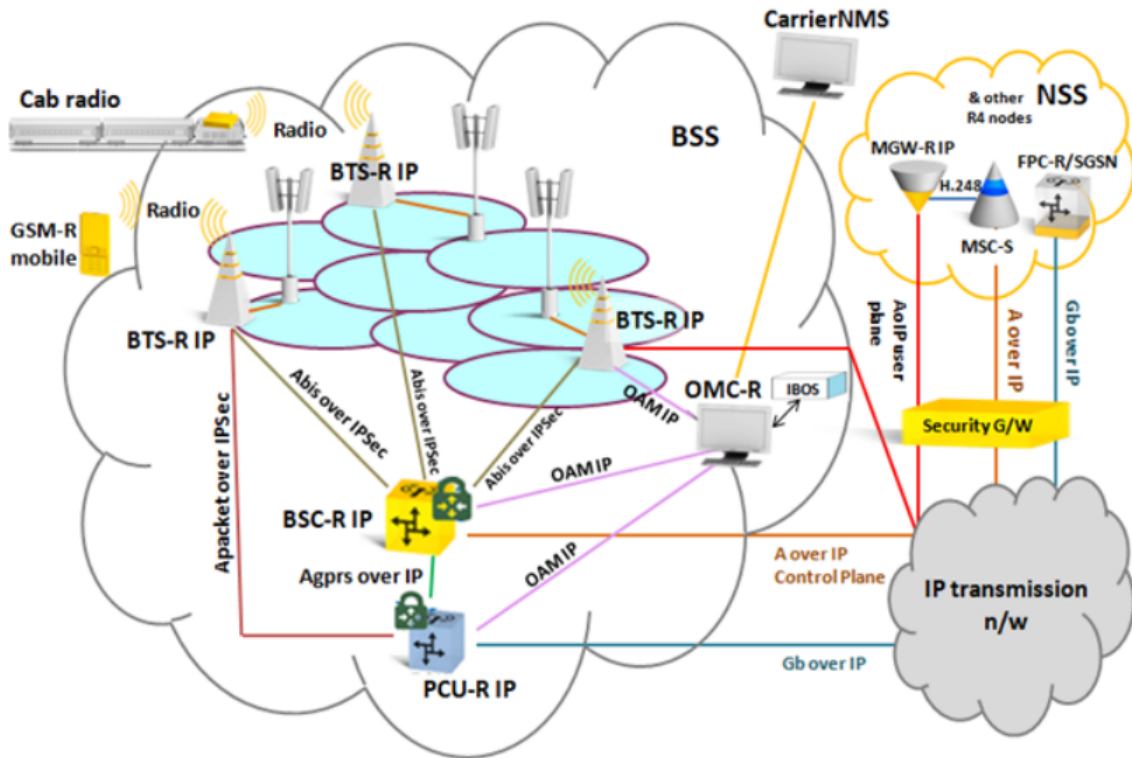 CarrierNMS
Cab radio
Radio
BTS-R IP
BSS
& other
R4 nodes
NSS
MGW-R IP
FPC-R/SGSN
H.248
MSC-S
Radio
GSM-R
mobile
BTS-R IP
BTS-R IP
AoIP user
plane
A over IP
Gb over IP
OMC-R
IBOS
OAM IP
Security G/W
Abis over IPSec
Abis over IPSec
Abis over IPSec
Apacket over IPSec
OAM IP
BSC-R IP
OAM IP
A over IP
Control Plane
Agprs over IP
IP transmission
n/w
Gb over IP
PCU-R IP